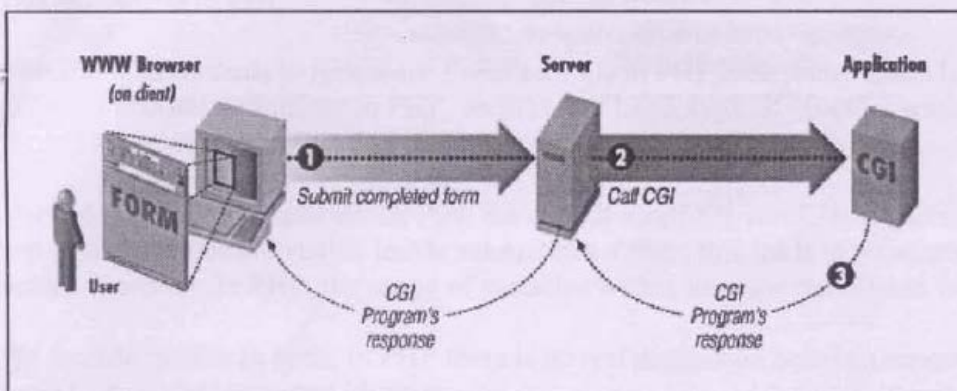 WWW Browser
(on client)
Server
Application
FORM
User
1
Submit completed form
2
Call CGI
CGI
3
CGI
Program's
response
CGI
Program's
response